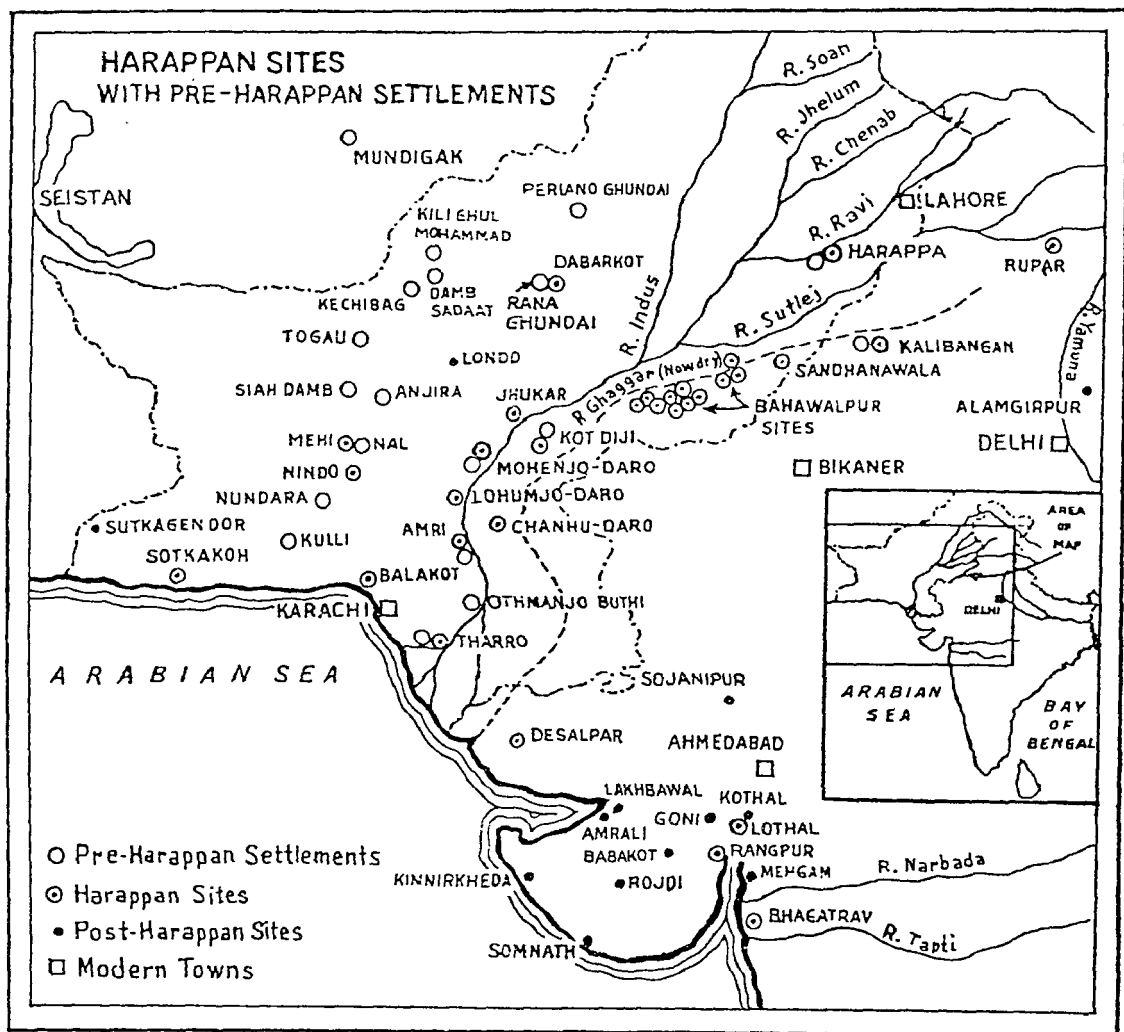 HARAPPAN SITES
WITH PRE-HARAPPAN SETTLEMENTS
R. Soan
R. Jhelum
R. Chenab
R. Ravi
LAHORE
HARAPPA
RUPAR
R. Yamuna
MUNDIGAK
SEISTAN
PERIANO GHUNDAI
KILI GHUL
MOHAMMAD
DABARKOT
KECHIBAG
DAMB
SADAAT
RANA
GHUNDAI
R. Indus
R. Sutlej
TOGAU
LONDO
R Ghaggar (Now dry)
KALIBANGAN
SANDHANAWALA
SIAH DAMB
ANJIRA
JHUKAR
BAHAWALPUR
SITES
ALAMGIRPUR
DELHI
MEHI
NAL
KOT DIJI
NINDO
MOHENJO-DARO
BIKANER
NUNDARA
LOHUMJO-DARO
SUTKAGEN DOR
KULLI
AMRI
CHANHU-DARO
SOTKAKOH
BALAKOT
KARACHI
OTHMANJO BUTHI
THARRO
ARABIAN SEA
SOJANIPUR
DESALPAR
AHMEDABAD
LAKHBAWAL
KOTHAL
AMRALI
GONI
LOTHAL
BABAKOT
RANGPUR
KINNIRKHEDA
ROJDI
MEHGAM
R. Narbada
BHAGATRAV
R. Tapti
SOMNATH
AREA
OF
MAP
DELHI
ARABIAN
SEA
BAY
OF
BENGAL
Pre-Harappan Settlements
Harappan Sites
Post-Harappan Sites
Modern Towns